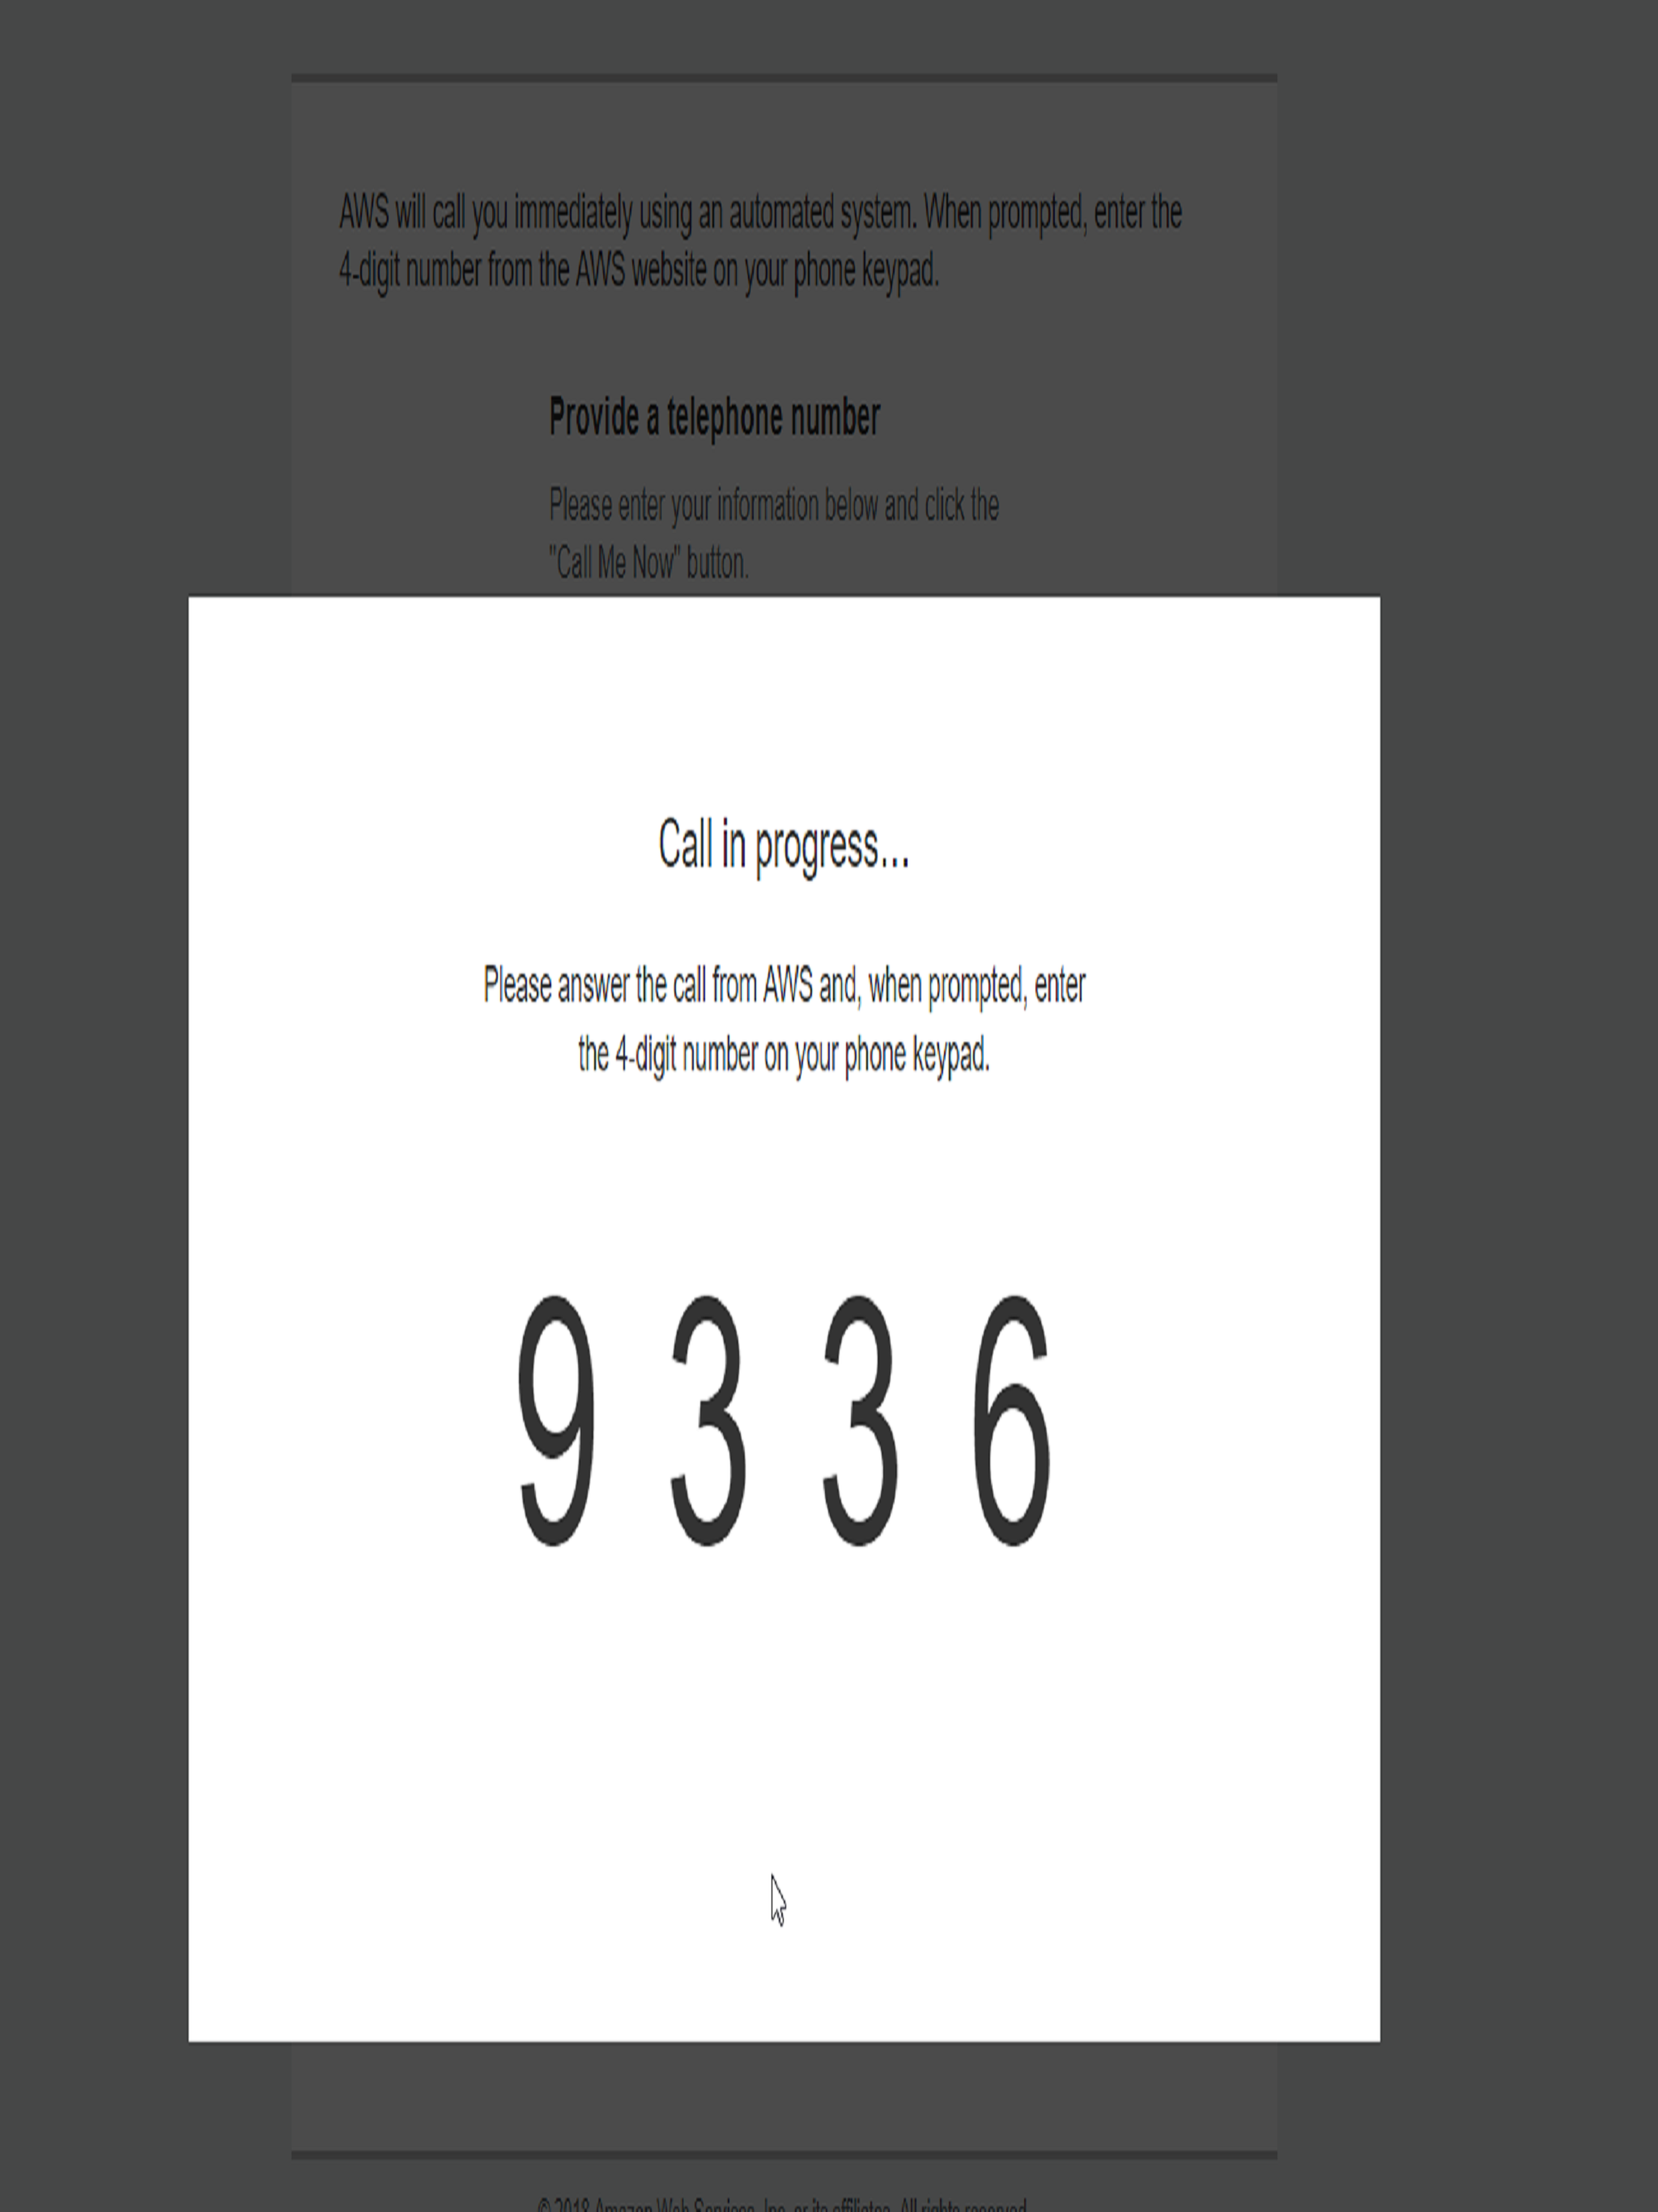 AWS will call you immediately using an automated system. When prompted, enter the
4-digit number from the AWS website on your phone keypad.
Provide a telephone number
Please enter your information below and click the
"Call Me Now" button.
Call in progress...
Please answer the call from AWS and, when prompted, enter
the 4-digit number on your phone keypad.
9 3 3 6
© 2018 Amazon Web Services, Inc. or its affiliates. All rights reserved.